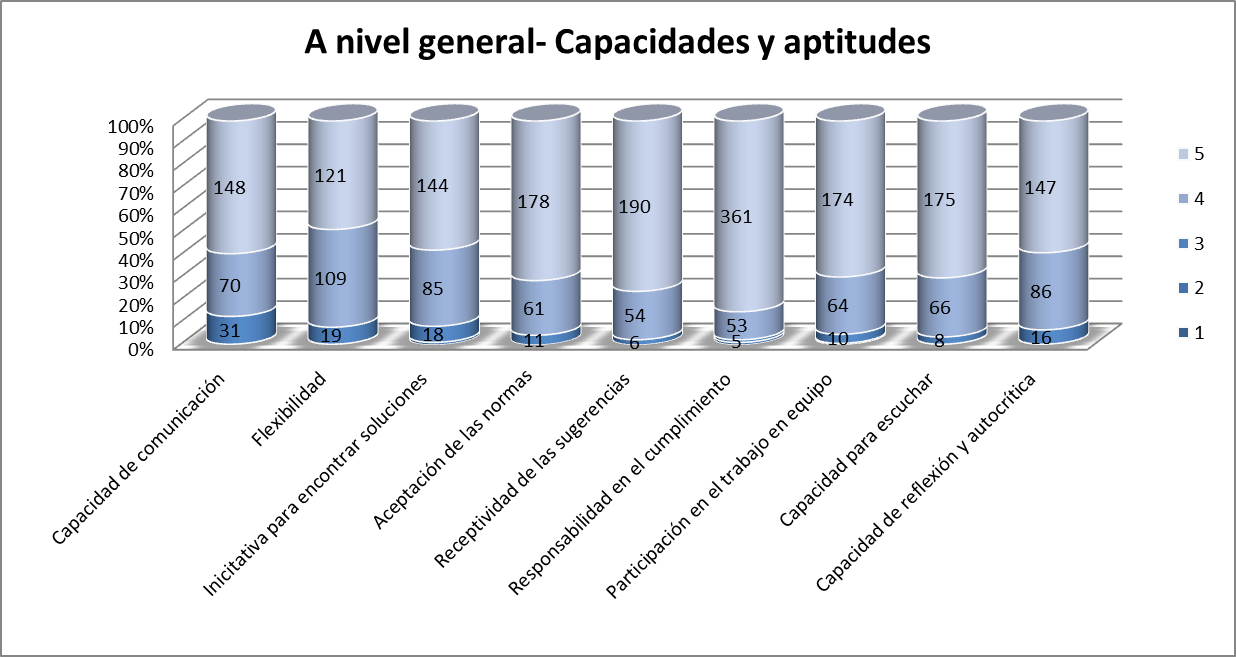 A nivel general- Capacidades y aptitudes
100%
90%
80%
70%
60%
50%
40%
30%
20%
10%
0%
148 121 144 178 190 361 174 175 147
70 109 85 61 54 53 64 66 86
31 19 18 11 6 5 10 8 16
Capacidad de comunicación
Flexibilidad
Inicitativa para encontrar soluciones
Aceptación de las normas
Receptividad de las sugerencias
Responsabilidad en el cumplimiento
Participación en el trabajo en equipo
Capacidad para escuchar
Capacidad de reflexión y autocrítica
5
4
3
2
1